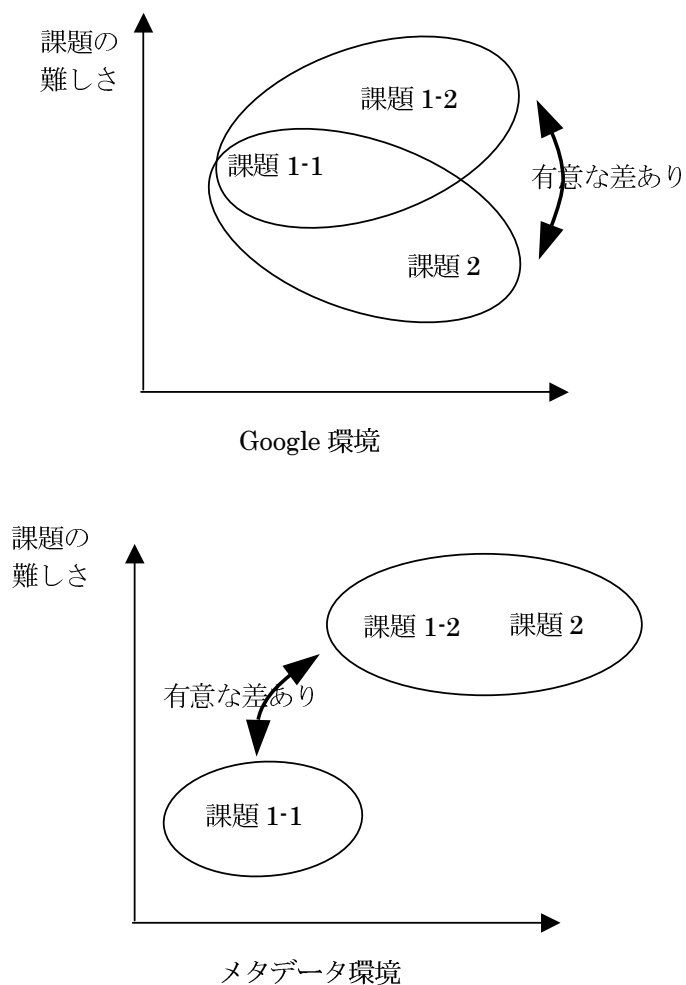 課題の
難しさ
課題 1-2
課題 1-1
有意な差あり
課題 2
Google 環境
課題の
難しさ
課題 1-2
課題 2
有意な差あり
課題 1-1
メタデータ環境